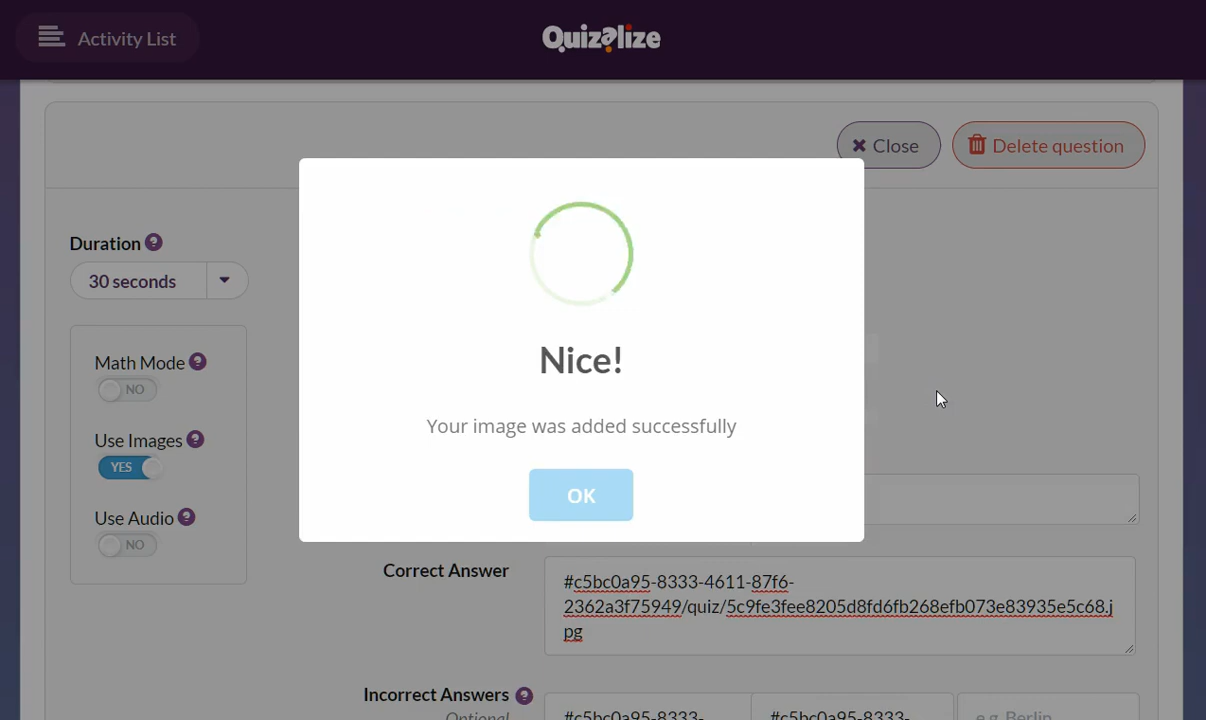 Activity List
Quizalize
Close
Delete question
Duration ?
30 seconds
Nice!
Your image was added successfully
OK
Math Mode ?
NO
Use Images ?
YES
Use Audio ?
NO
Correct Answer
#c5bc0a95-8333-4611-87f6-
2362a3f75949/quiz/5c9fe3fee8205d8fd6fb268efb073e83935e5c68.j
pg
Incorrect Answers ?
Optional
#c5bc0a95-8333-
#c5bc0a95-8333-
e.g. Berlin